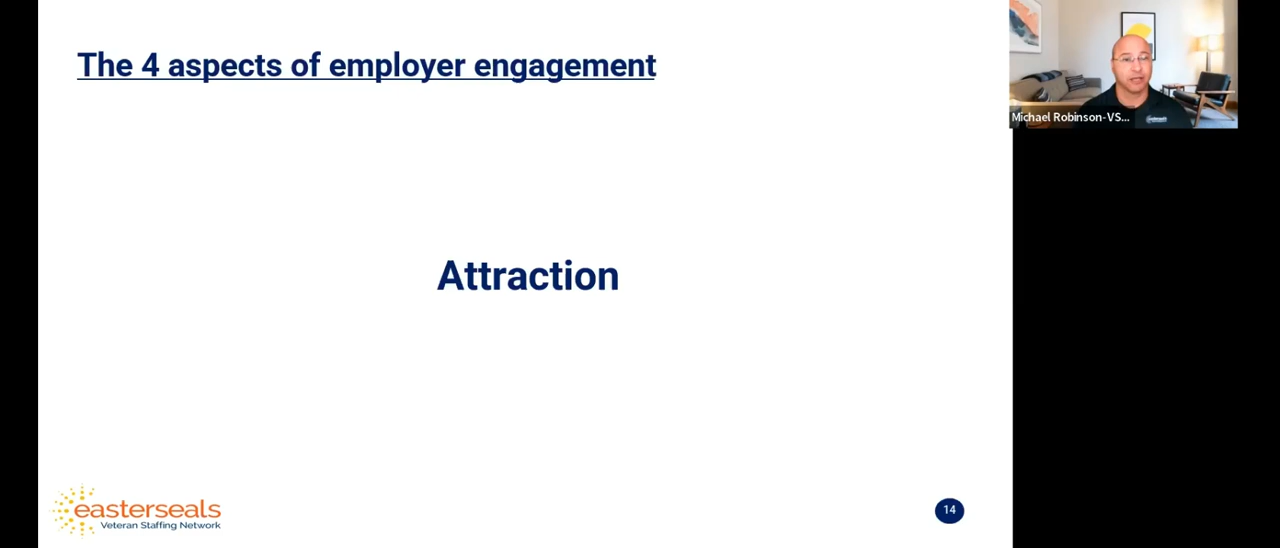 The 4 aspects of employer engagement
Michael Robinson-VS...
Attraction
easterseals
Veteran Staffing Network
14